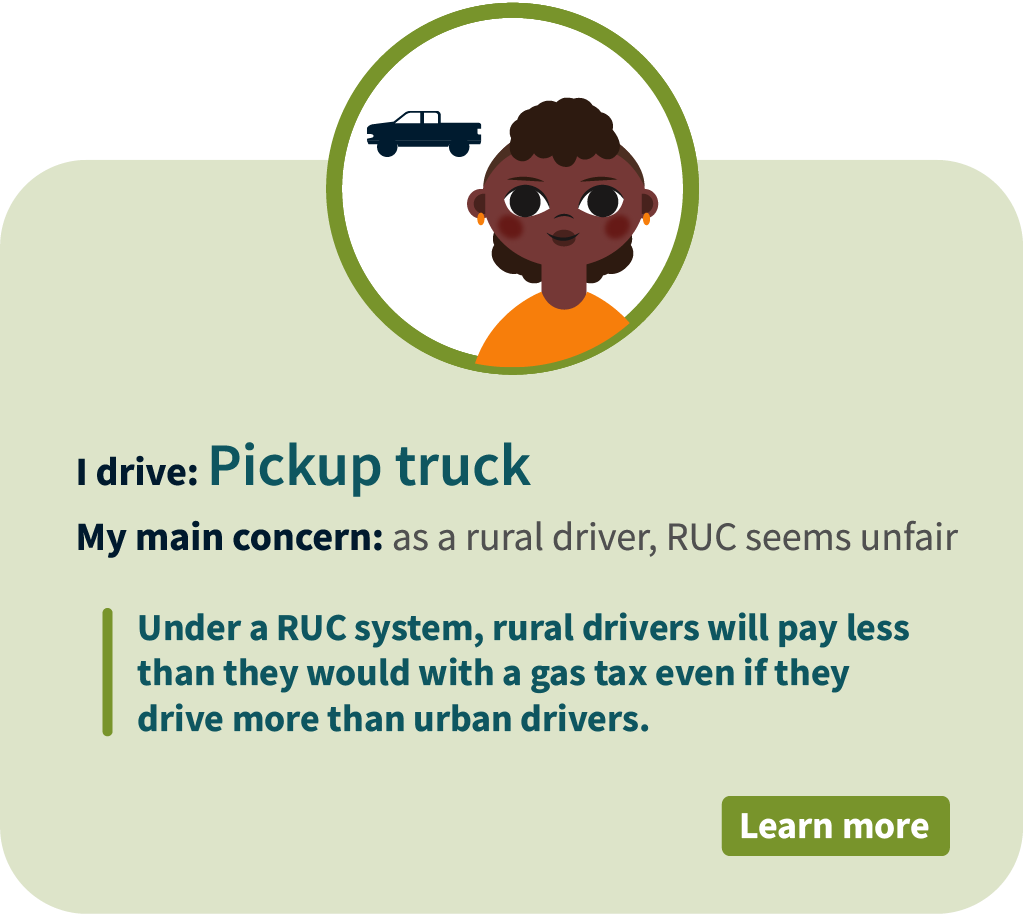 I drive: Pickup truck
My main concern: as a rural driver, RUC seems unfair
Under a RUC system, rural drivers will pay less
than they would with a gas tax even if they
drive more than urban drivers.
Learn more